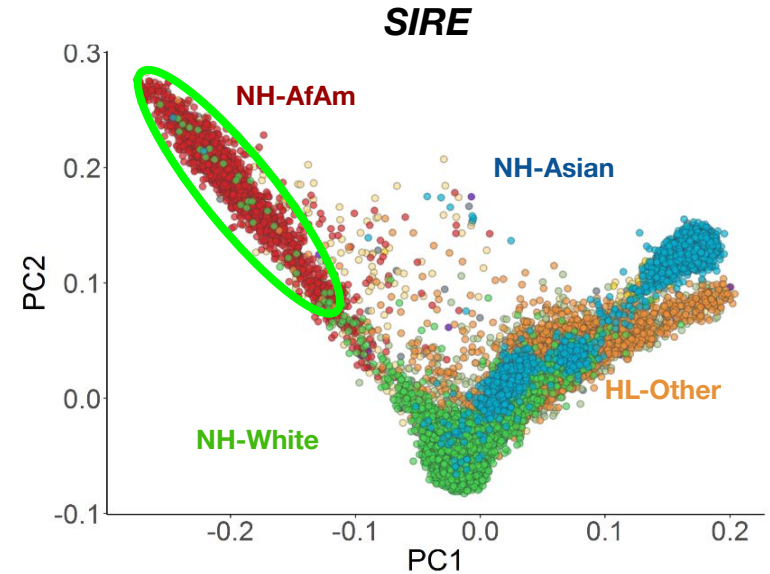 SIRE
0.3
NH-AfAm
0.2
NH-Asian
PC2
0.1
HL-Other
0.0
NH-White
-0.1
-0.2 -0.1 0.0 0.1 0.2
PC1